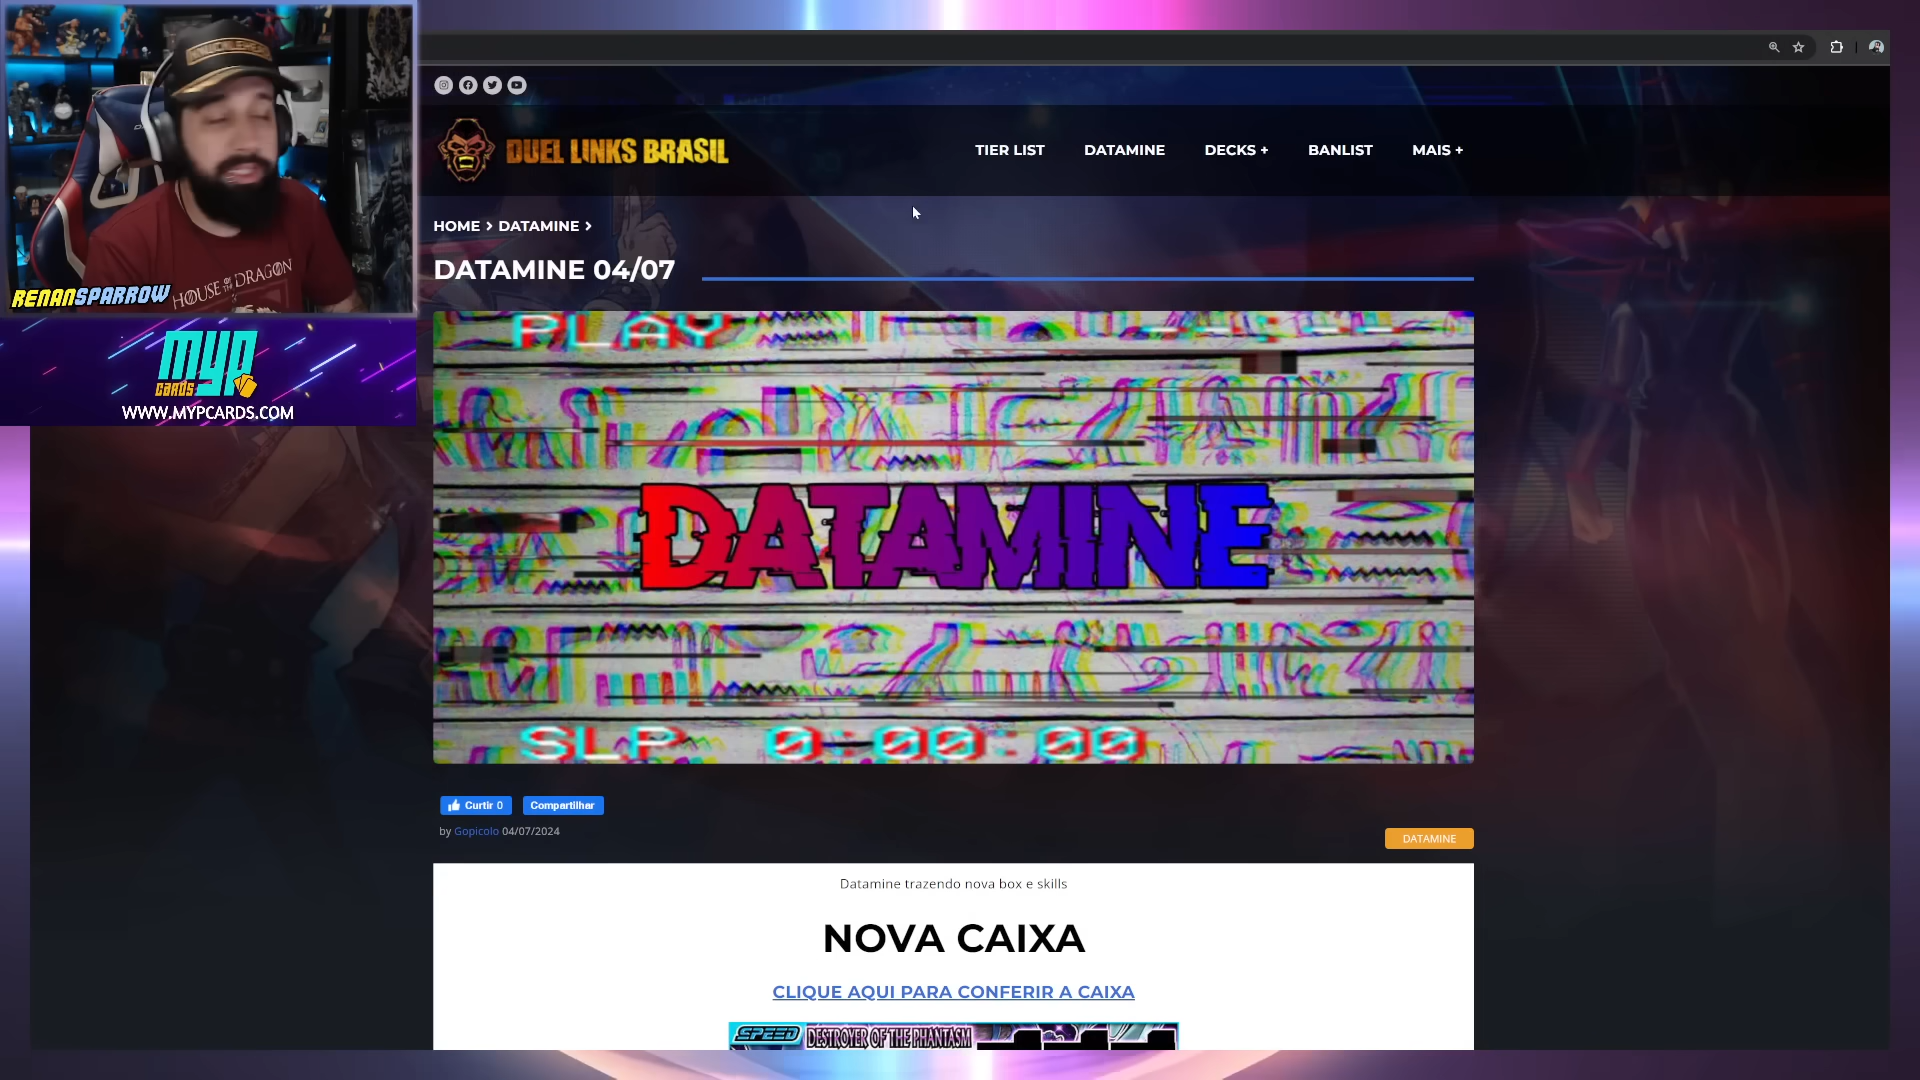 KNUCKLEHEAD
HOUSE OF THE DRAGON
RENANSPARROW
myp
CARDS
WWW.MYPCARDS.COM
DUEL LINKS BRASIL
TIER LIST
DATAMINE
DECKS +
BANLIST
MAIS +
HOME > DATAMINE >
DATAMINE 04/07
PLAY
--:--
DATAMINE
SLP 0:00:00
Curtir 0
Compartilhar
by Gopicolo 04/07/2024
DATAMINE
Datamine trazendo nova box e skills
NOVA CAIXA
CLIQUE AQUI PARA CONFERIR A CAIXA
SPEED
DESTROYER OF THE PHANTASM